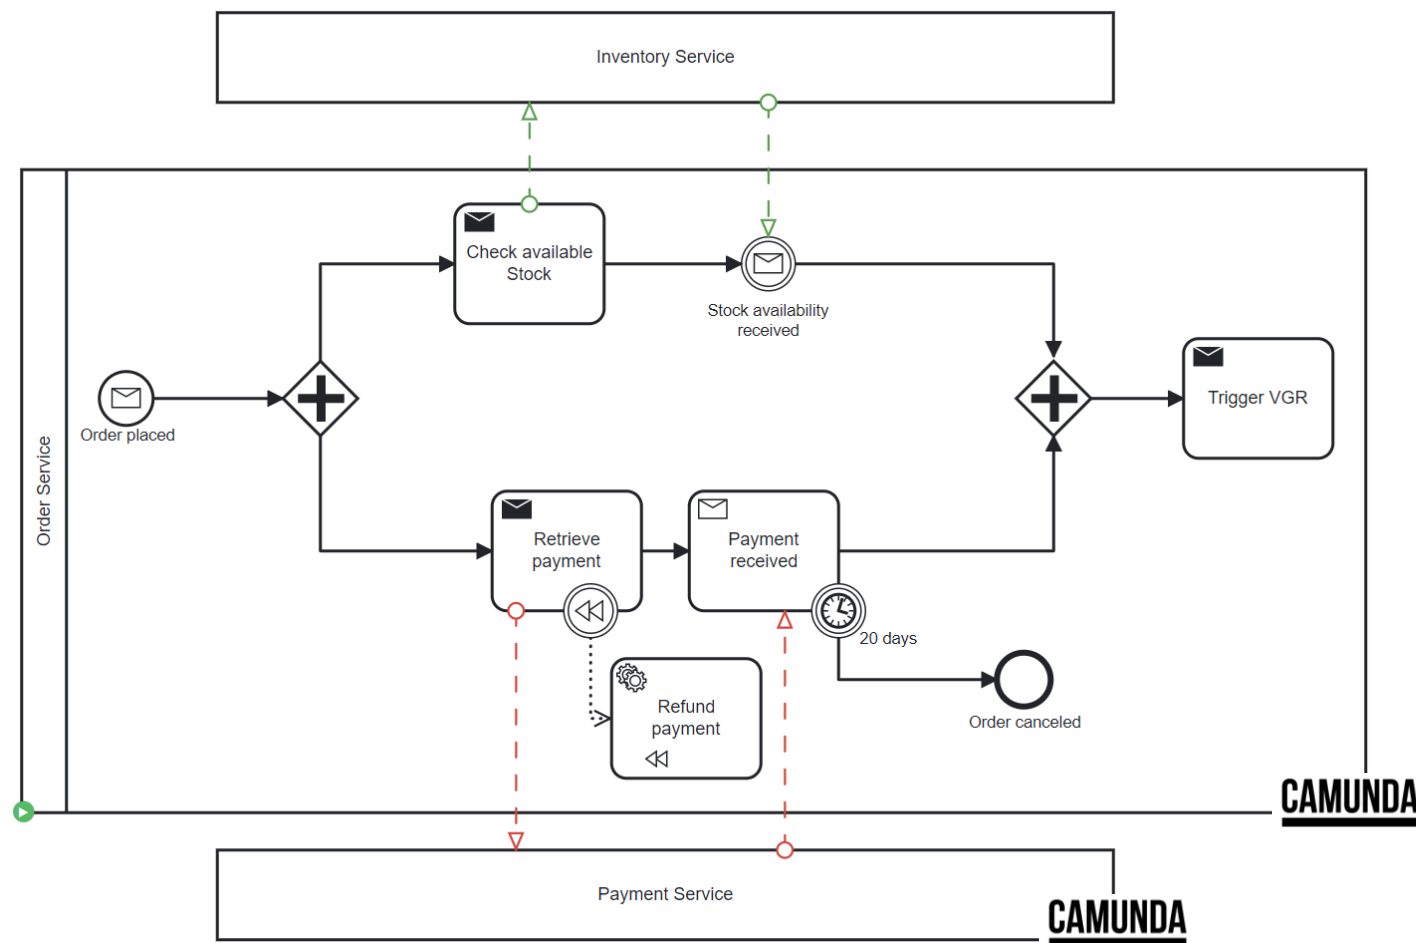 Inventory Service
Check available
Stock
Stock availability
received
Order placed
Trigger VGR
Order Service
Retrieve
payment
Payment
received
20 days
Refund
payment
Order canceled
CAMUNDA
Payment Service
CAMUNDA